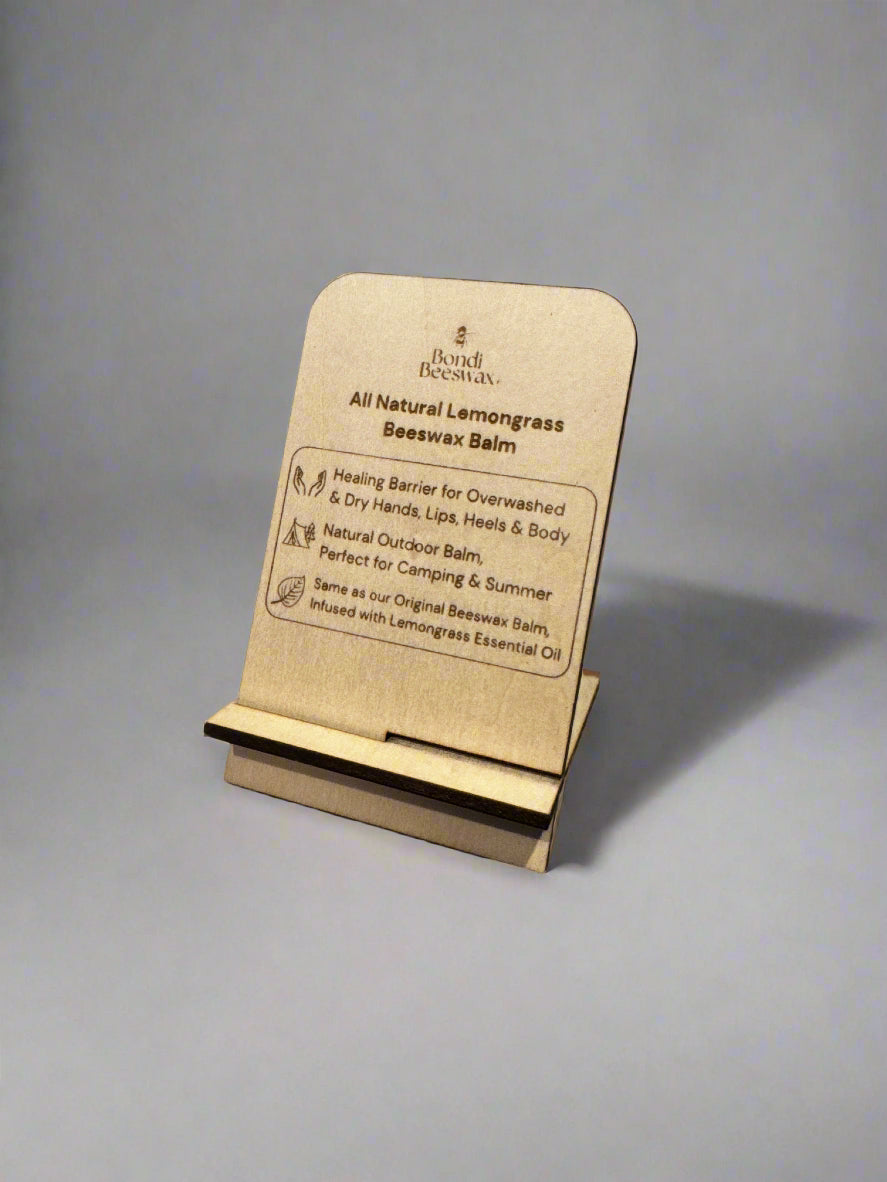 Bondi
Beeswax
All Natural Lemongrass
Beeswax Balm
Healing Barrier for Overwashed
& Dry Hands, Lips, Heels & Body
Natural Outdoor Balm,
Perfect for Camping & Summer
Same as our Original Beeswax Balm,
Infused with Lemongrass Essential Oil